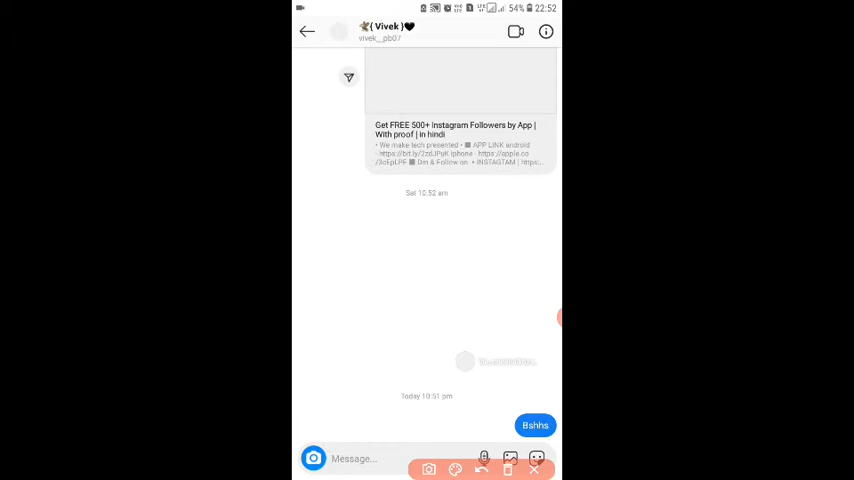 54% 22:52
{ Vivek }
vivek__pb07
Get FREE 500+ Instagram Followers by App |
With proof | in hindi
• We make tech presented • APP LINK android
- https://bit.ly/2zdJPuK iphone - https://apple.co
/3cEpLPF Dm & Follow on • INSTAGTAM | https:...
Sat 10:52 am
Today 10:51 pm
Bshhs
Message...